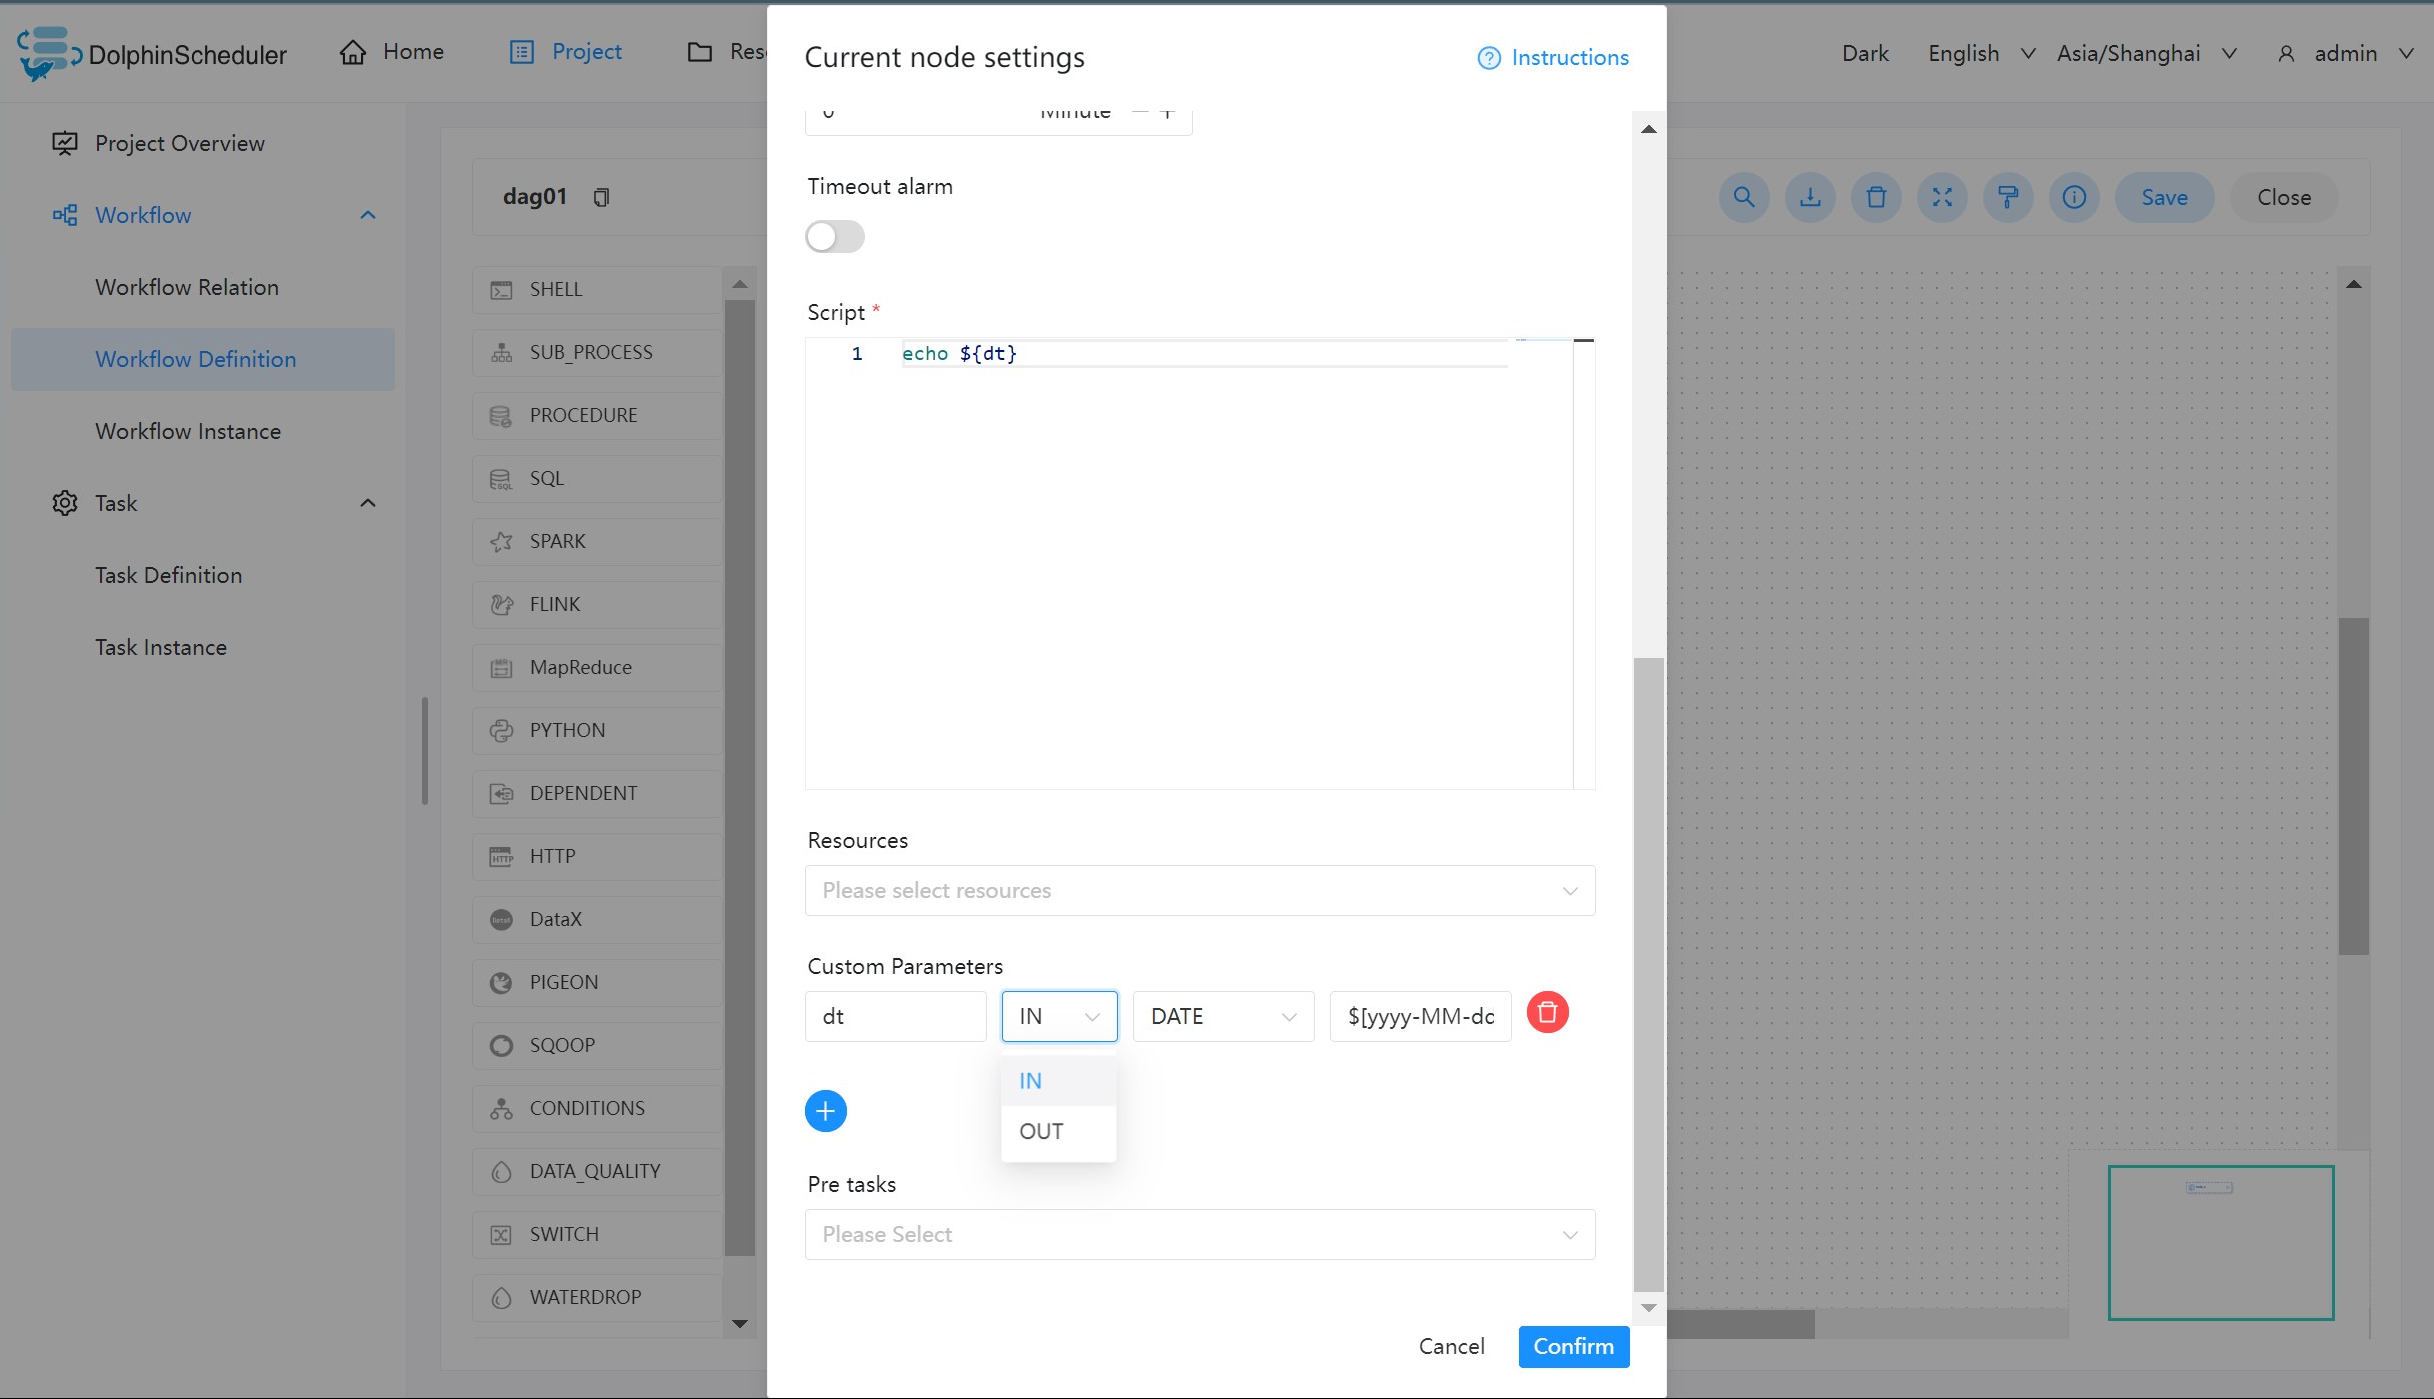 DolphinScheduler
Home
Project
Dark
English
Asia/Shanghai
admin
Project Overview
Workflow
Workflow Relation
Workflow Definition
Workflow Instance
Task
Task Definition
Task Instance
dag01
SHELL
SUB_PROCESS
PROCEDURE
SQL
SPARK
FLINK
MapReduce
PYTHON
DEPENDENT
HTTP
DataX
PIGEON
SQOOP
CONDITIONS
DATA_QUALITY
SWITCH
WATERDROP
Save
Close
Current node settings
Instructions
0
Minute
Timeout alarm
Script *
1 echo ${dt}
Resources
Please select resources
Custom Parameters
dt
IN
DATE
$[yyyy-MM-dd
IN
OUT
Pre tasks
Please Select
Cancel
Confirm